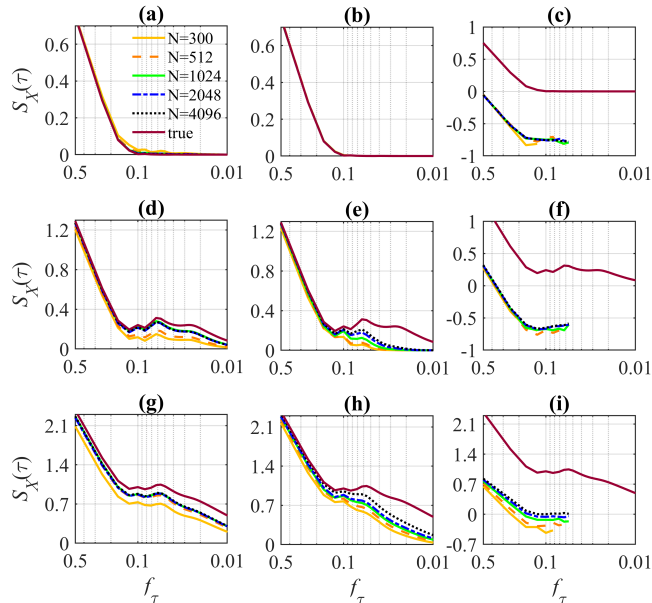 (a) (b) (c)
S_X(τ)
0.6
0.4
0.2
0
0.5 0.1 0.01
N=300
N=512
N=1024
N=2048
N=4096
true
0.6
0.4
0.2
0
0.5 0.1 0.01
1
0.5
0
-0.5
-1
0.5 0.1 0.01
(d) (e) (f)
S_X(τ)
1.2
0.8
0.4
0
0.5 0.1 0.01
1.2
0.8
0.4
0
0.5 0.1 0.01
1
0.5
0
-0.5
-1
0.5 0.1 0.01
(g) (h) (i)
S_X(τ)
2.1
1.4
0.7
0
0.5 0.1 0.01
f_τ
2.1
1.4
0.7
0
0.5 0.1 0.01
f_τ
2.1
1.4
0.7
0
-0.7
0.5 0.1 0.01
f_τ